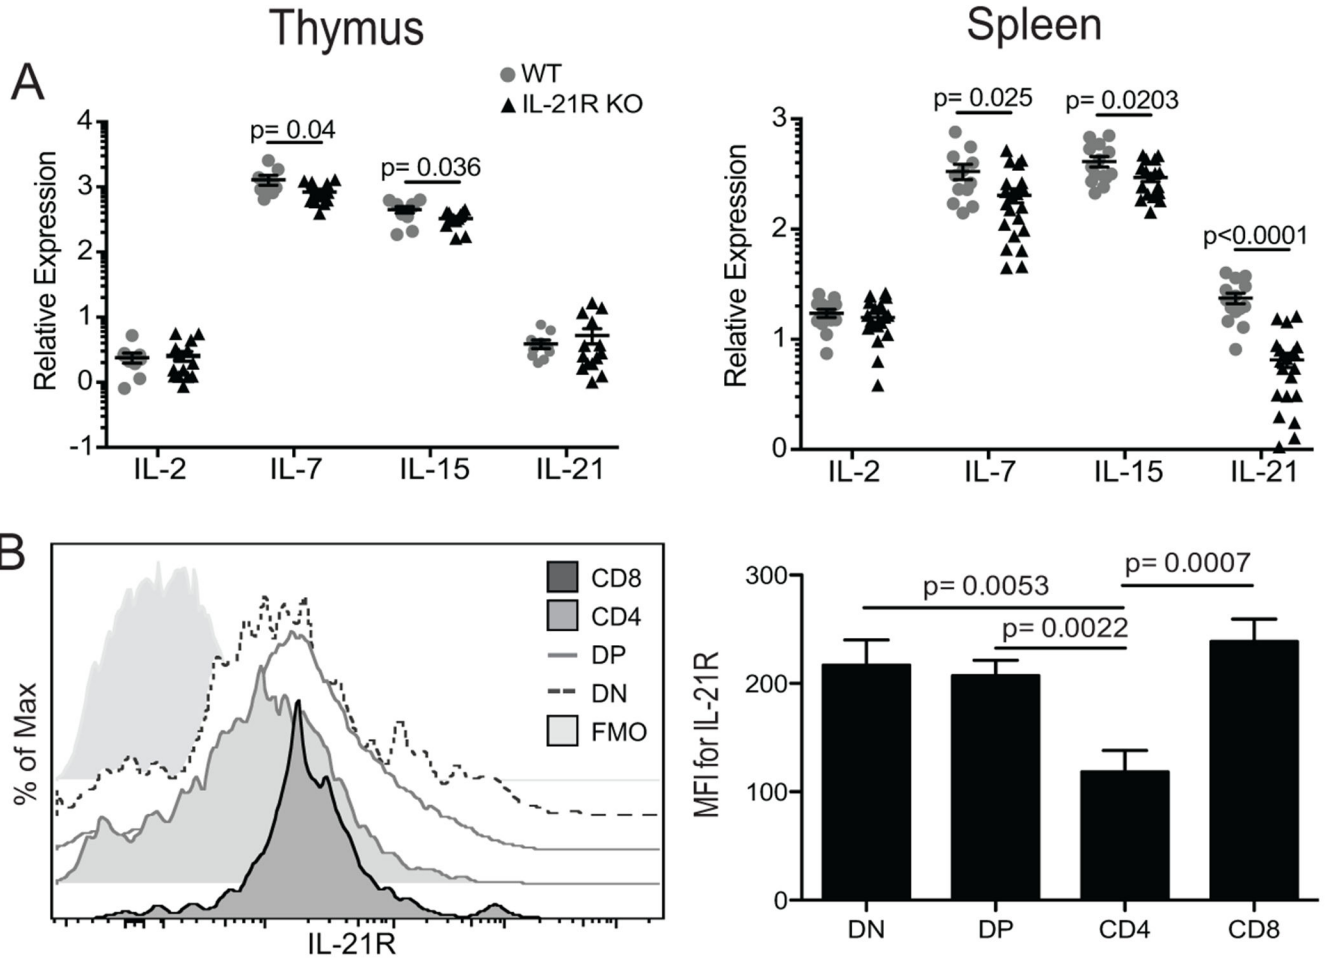 Thymus
Spleen
A
WT
IL-21R KO
Relative Expression
4
3
2
1
0
-1
p= 0.04
p= 0.036
IL-2
IL-7
IL-15
IL-21
Relative Expression
3
2
1
0
p= 0.025
p= 0.0203
p<0.0001
IL-2
IL-7
IL-15
IL-21
B
% of Max
CD8
CD4
DP
DN
FMO
IL-21R
MFI for IL-21R
300
200
100
0
p= 0.0053
p= 0.0007
p= 0.0022
DN
DP
CD4
CD8